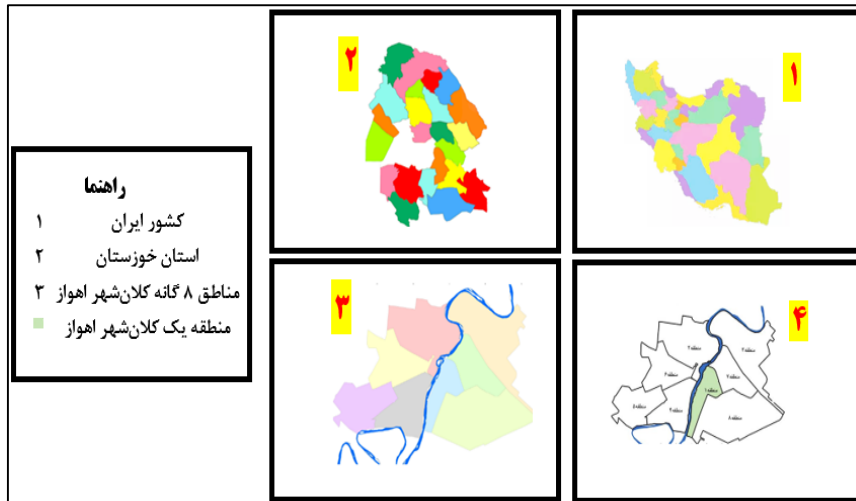 ۲
۱
راهنما
کشور ایران ۱
استان خوزستان ۲
مناطق ۸ گانه کلان‌شهر اهواز ۳
منطقه یک کلان‌شهر اهواز
۳
۴